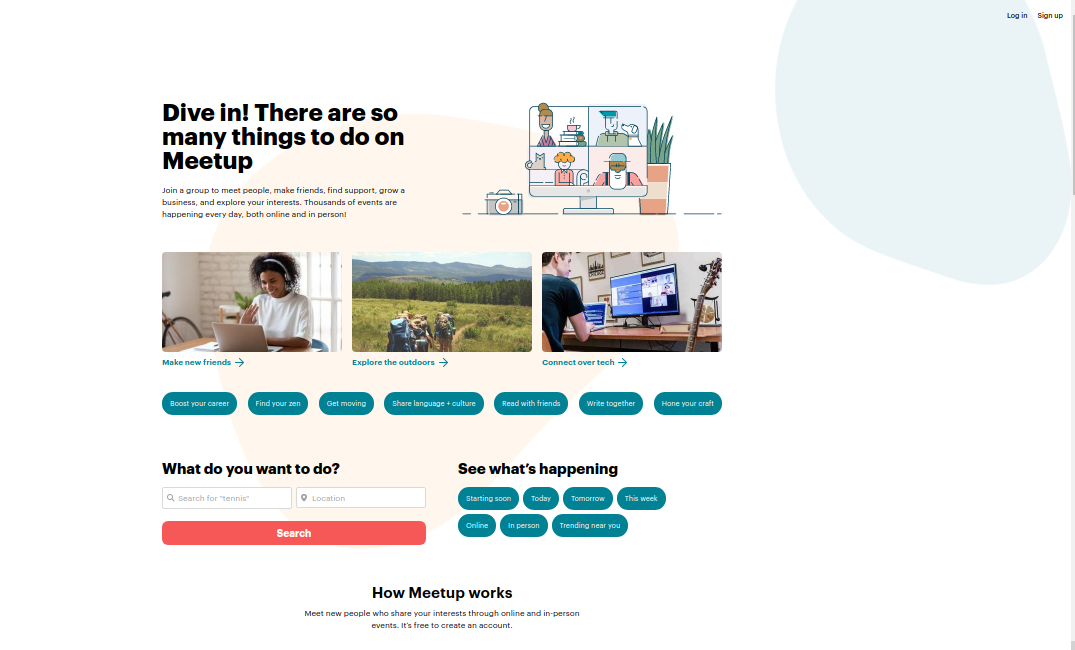 Log in Sign up
Dive in! There are so
many things to do on
Meetup
Join a group to meet people, make friends, find support, grow a
business, and explore your interests. Thousands of events are
happening every day, both online and in person!
Make new friends
Explore the outdoors
Connect over tech
Boost your career
Find your zen
Get moving
Share language + culture
Read with friends
Write together
Hone your craft
What do you want to do?
Search for "tennis"
Location
Search
See what's happening
Starting soon
Today
Tomorrow
This week
Online
In person
Trending near you
How Meetup works
Meet new people who share your interests through online and in-person
events. It's free to create an account.